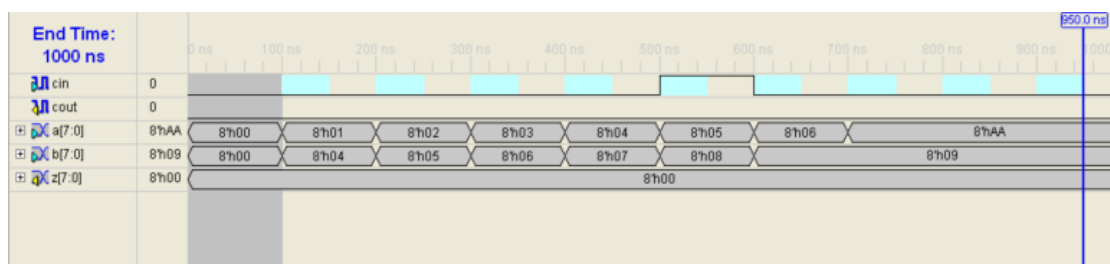 950.0 ns
End Time:
1000 ns
0 ns 100 ns 200 ns 300 ns 400 ns 500 ns 600 ns 700 ns 800 ns 900 ns 1000
cin 0
cout 0
a[7:0] 8'hAA 8'h00 8'h01 8'h02 8'h03 8'h04 8'h05 8'h06 8'hAA
b[7:0] 8'h09 8'h00 8'h04 8'h05 8'h06 8'h07 8'h08 8'h09
z[7:0] 8'h00 8'h00